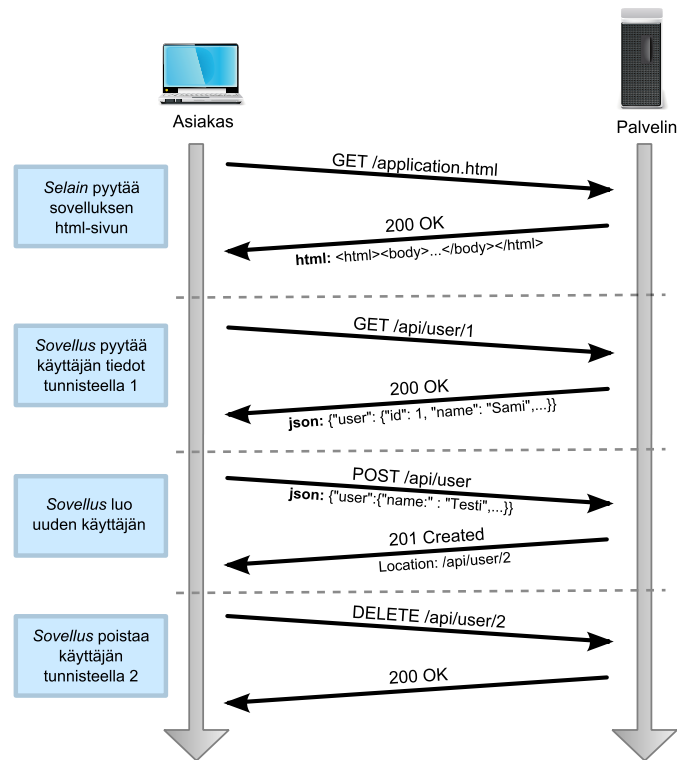 Asiakas
Palvelin
Selain pyytää
sovelluksen
html-sivun
GET /application.html
200 OK
html: <html><body>...</body></html>
Sovellus pyytää
käyttäjän tiedot
tunnisteella 1
GET /api/user/1
200 OK
json: {"user": {"id": 1, "name": "Sami",...}}
Sovellus luo
uuden käyttäjän
POST /api/user
json: {"user":{"name:" : "Testi",...}}
201 Created
Location: /api/user/2
Sovellus poistaa
käyttäjän
tunnisteella 2
DELETE /api/user/2
200 OK